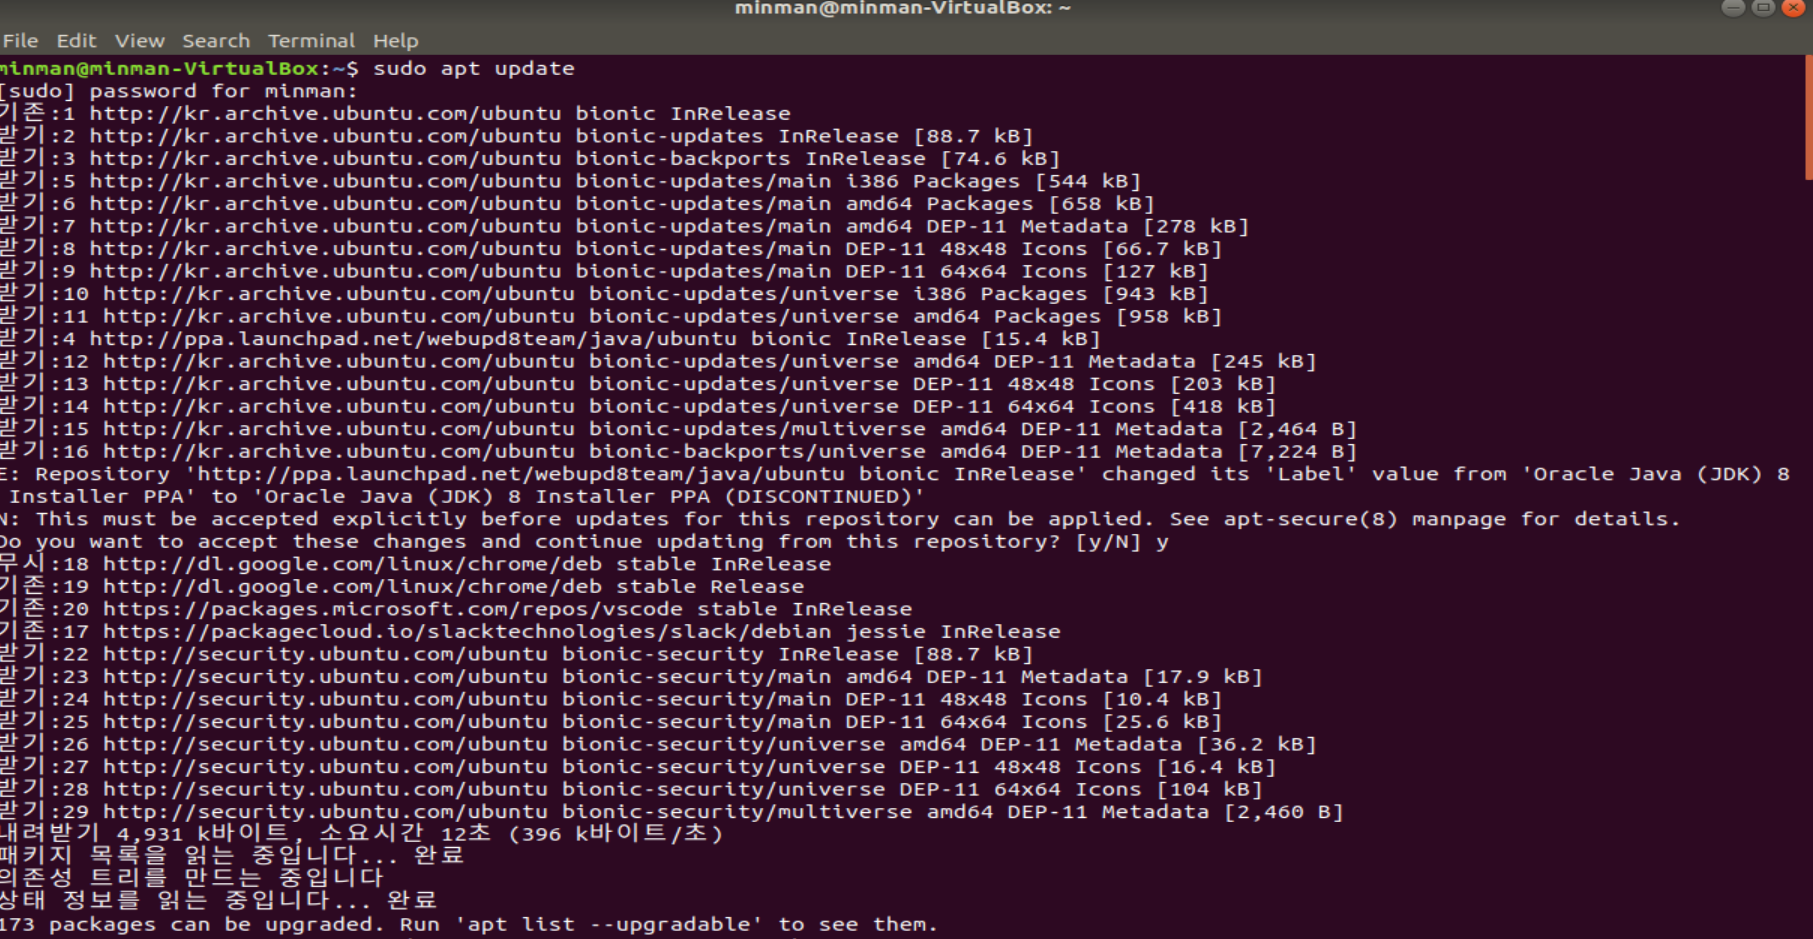 minman@minman-VirtualBox: ~
File Edit View Search Terminal Help
minman@minman-VirtualBox:~$ sudo apt update
[sudo] password for minman:
기존:1 http://kr.archive.ubuntu.com/ubuntu bionic InRelease
받기:2 http://kr.archive.ubuntu.com/ubuntu bionic-updates InRelease [88.7 kB]
받기:3 http://kr.archive.ubuntu.com/ubuntu bionic-backports InRelease [74.6 kB]
받기:5 http://kr.archive.ubuntu.com/ubuntu bionic-updates/main i386 Packages [544 kB]
받기:6 http://kr.archive.ubuntu.com/ubuntu bionic-updates/main amd64 Packages [658 kB]
받기:7 http://kr.archive.ubuntu.com/ubuntu bionic-updates/main amd64 DEP-11 Metadata [278 kB]
받기:8 http://kr.archive.ubuntu.com/ubuntu bionic-updates/main DEP-11 48x48 Icons [66.7 kB]
받기:9 http://kr.archive.ubuntu.com/ubuntu bionic-updates/main DEP-11 64x64 Icons [127 kB]
받기:10 http://kr.archive.ubuntu.com/ubuntu bionic-updates/universe i386 Packages [943 kB]
받기:11 http://kr.archive.ubuntu.com/ubuntu bionic-updates/universe amd64 Packages [958 kB]
받기:4 http://ppa.launchpad.net/webupd8team/java/ubuntu bionic InRelease [15.4 kB]
받기:12 http://kr.archive.ubuntu.com/ubuntu bionic-updates/universe amd64 DEP-11 Metadata [245 kB]
받기:13 http://kr.archive.ubuntu.com/ubuntu bionic-updates/universe DEP-11 48x48 Icons [203 kB]
받기:14 http://kr.archive.ubuntu.com/ubuntu bionic-updates/universe DEP-11 64x64 Icons [418 kB]
받기:15 http://kr.archive.ubuntu.com/ubuntu bionic-updates/multiverse amd64 DEP-11 Metadata [2,464 B]
받기:16 http://kr.archive.ubuntu.com/ubuntu bionic-backports/universe amd64 DEP-11 Metadata [7,224 B]
E: Repository 'http://ppa.launchpad.net/webupd8team/java/ubuntu bionic InRelease' changed its 'Label' value from 'Oracle Java (JDK) 8
Installer PPA' to 'Oracle Java (JDK) 8 Installer PPA (DISCONTINUED)'
N: This must be accepted explicitly before updates for this repository can be applied. See apt-secure(8) manpage for details.
Do you want to accept these changes and continue updating from this repository? [y/N] y
무시:18 http://dl.google.com/linux/chrome/deb stable InRelease
기존:19 http://dl.google.com/linux/chrome/deb stable Release
기존:20 https://packages.microsoft.com/repos/vscode stable InRelease
기존:17 https://packagecloud.io/slacktechnologies/slack/debian jessie InRelease
받기:22 http://security.ubuntu.com/ubuntu bionic-security InRelease [88.7 kB]
받기:23 http://security.ubuntu.com/ubuntu bionic-security/main amd64 DEP-11 Metadata [17.9 kB]
받기:24 http://security.ubuntu.com/ubuntu bionic-security/main DEP-11 48x48 Icons [10.4 kB]
받기:25 http://security.ubuntu.com/ubuntu bionic-security/main DEP-11 64x64 Icons [25.6 kB]
받기:26 http://security.ubuntu.com/ubuntu bionic-security/universe amd64 DEP-11 Metadata [36.2 kB]
받기:27 http://security.ubuntu.com/ubuntu bionic-security/universe DEP-11 48x48 Icons [16.4 kB]
받기:28 http://security.ubuntu.com/ubuntu bionic-security/universe DEP-11 64x64 Icons [104 kB]
받기:29 http://security.ubuntu.com/ubuntu bionic-security/multiverse amd64 DEP-11 Metadata [2,460 B]
내려받기 4,931 k바이트, 소요시간 12초 (396 k바이트/초)
패키지 목록을 읽는 중입니다... 완료
의존성 트리를 만드는 중입니다
상태 정보를 읽는 중입니다... 완료
173 packages can be upgraded. Run 'apt list --upgradable' to see them.